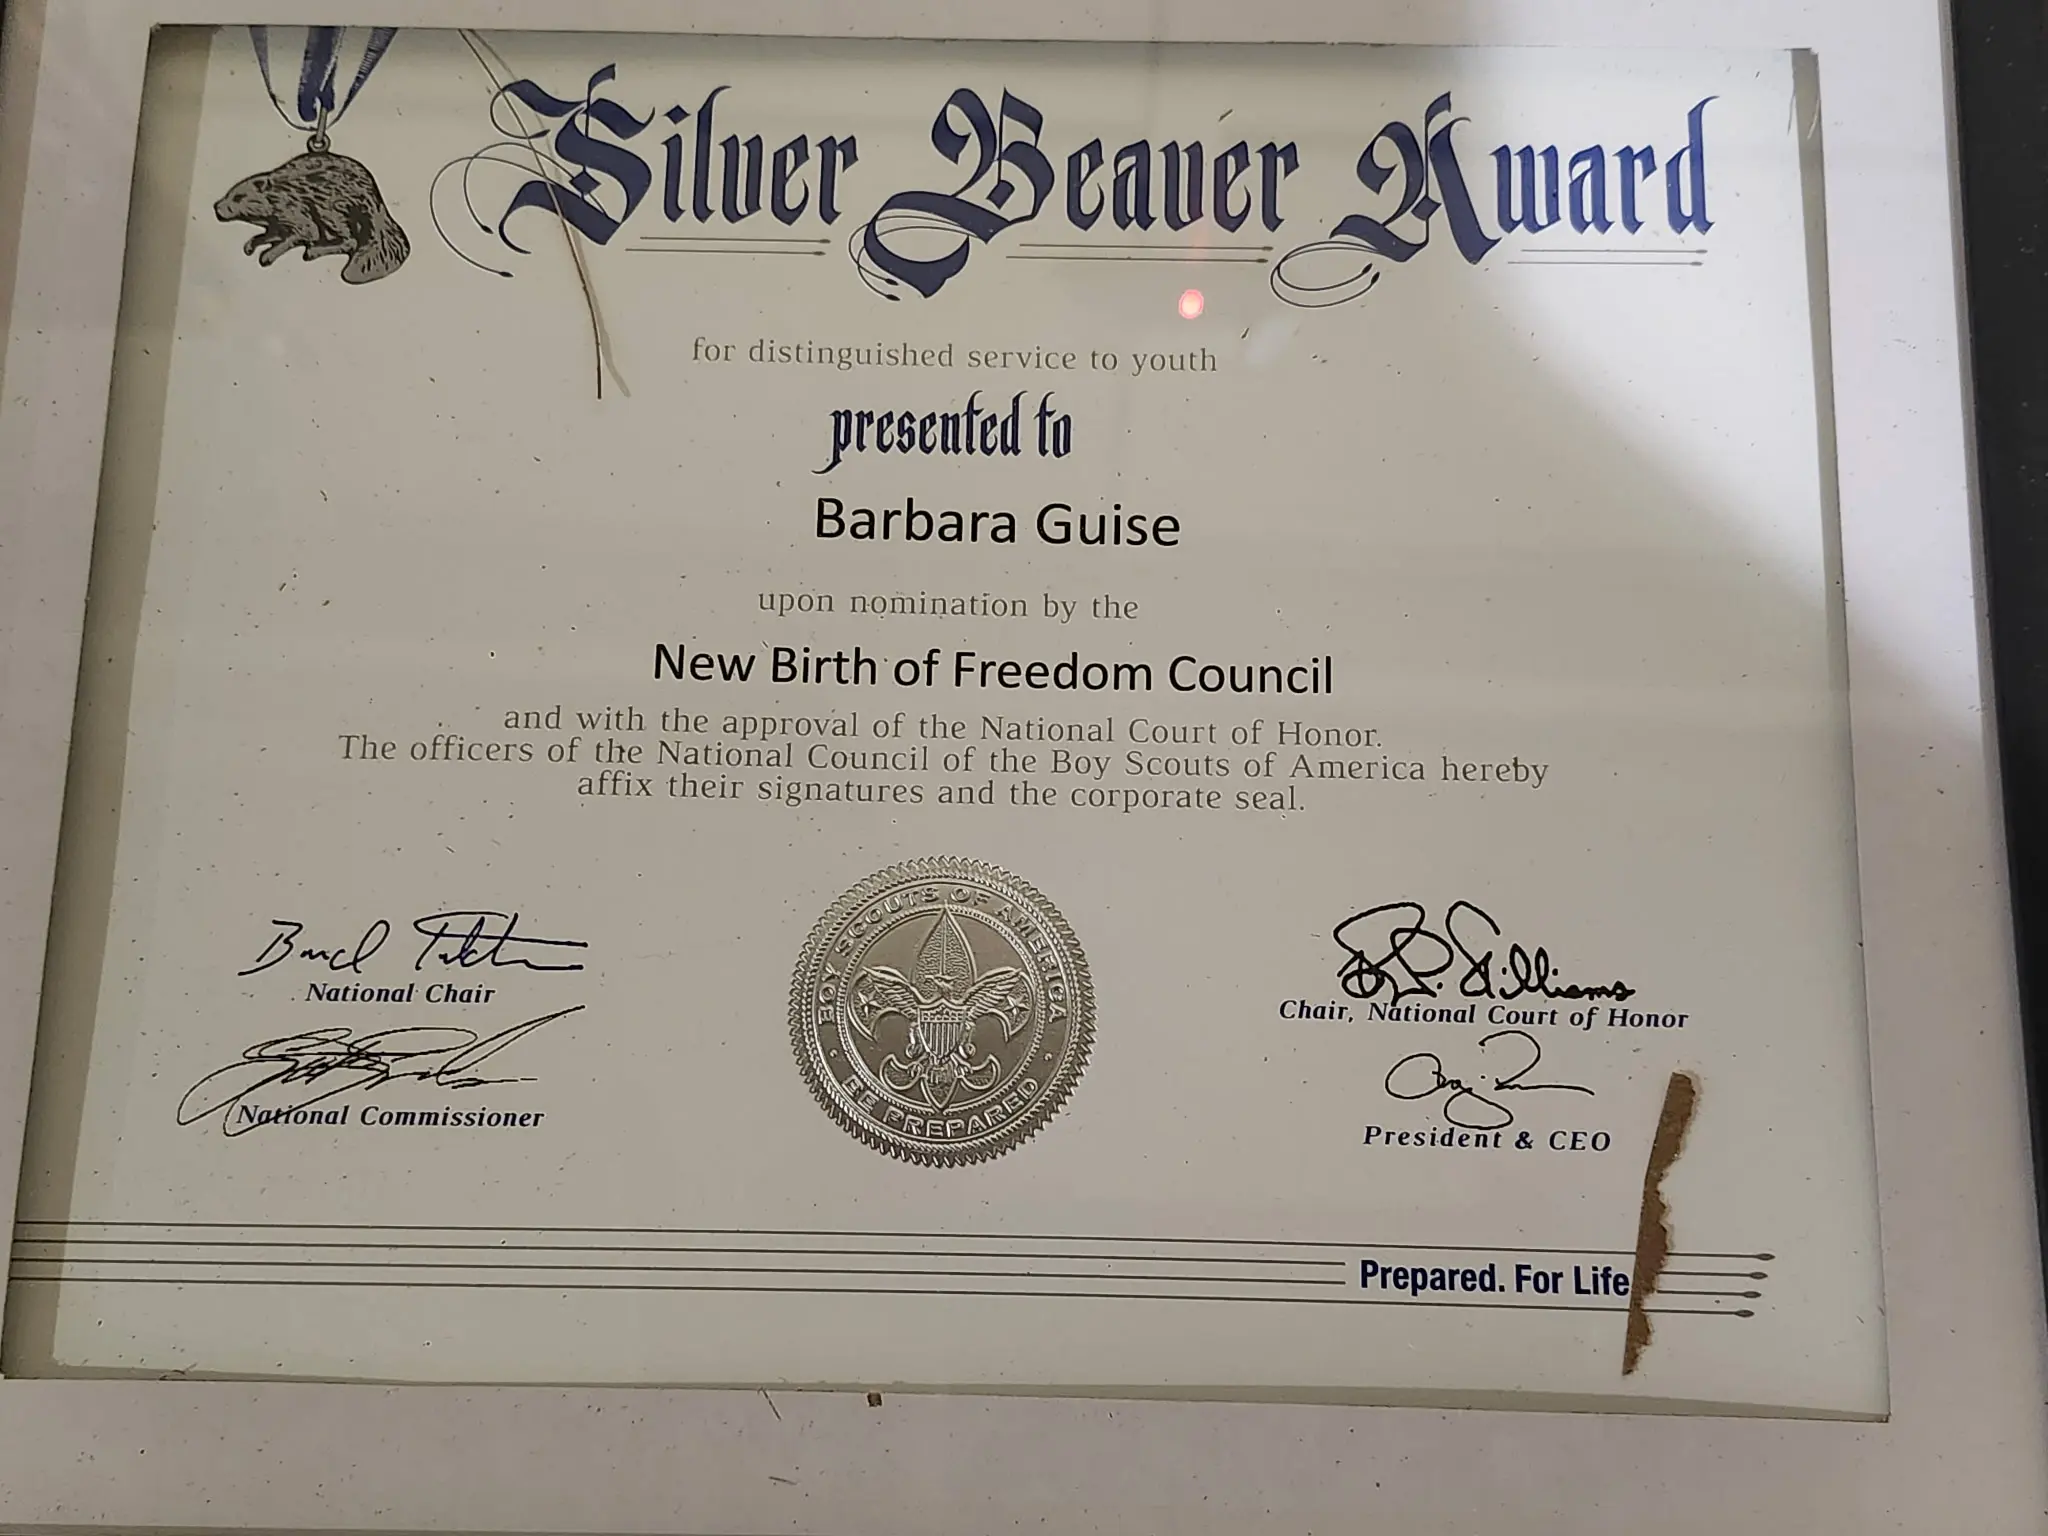 Silver Beaver Award
for distinguished service to youth
presented to
Barbara Guise
upon nomination by the
New Birth of Freedom Council
and with the approval of the National Court of Honor.
The officers of the National Council of the Boy Scouts of America hereby
affix their signatures and the corporate seal.
BOY SCOUTS OF AMERICA
BE PREPARED
National Chair
Chair, National Court of Honor
National Commissioner
President & CEO
Prepared. For Life